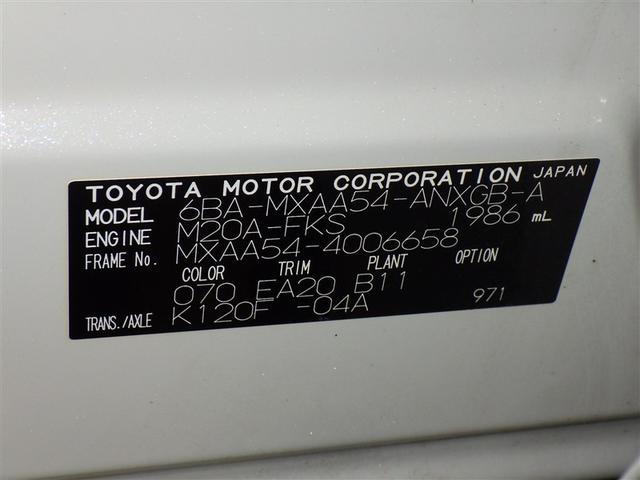 TOYOTA MOTOR CORPORATION JAPAN
MODEL 6BA-MXAA54-ANXGB-A
ENGINE M20A-FKS 1986 mL
FRAME No. MXAA54-4006658
COLOR TRIM PLANT OPTION
070 EA20 B11
TRANS./AXLE K120F -04A 971